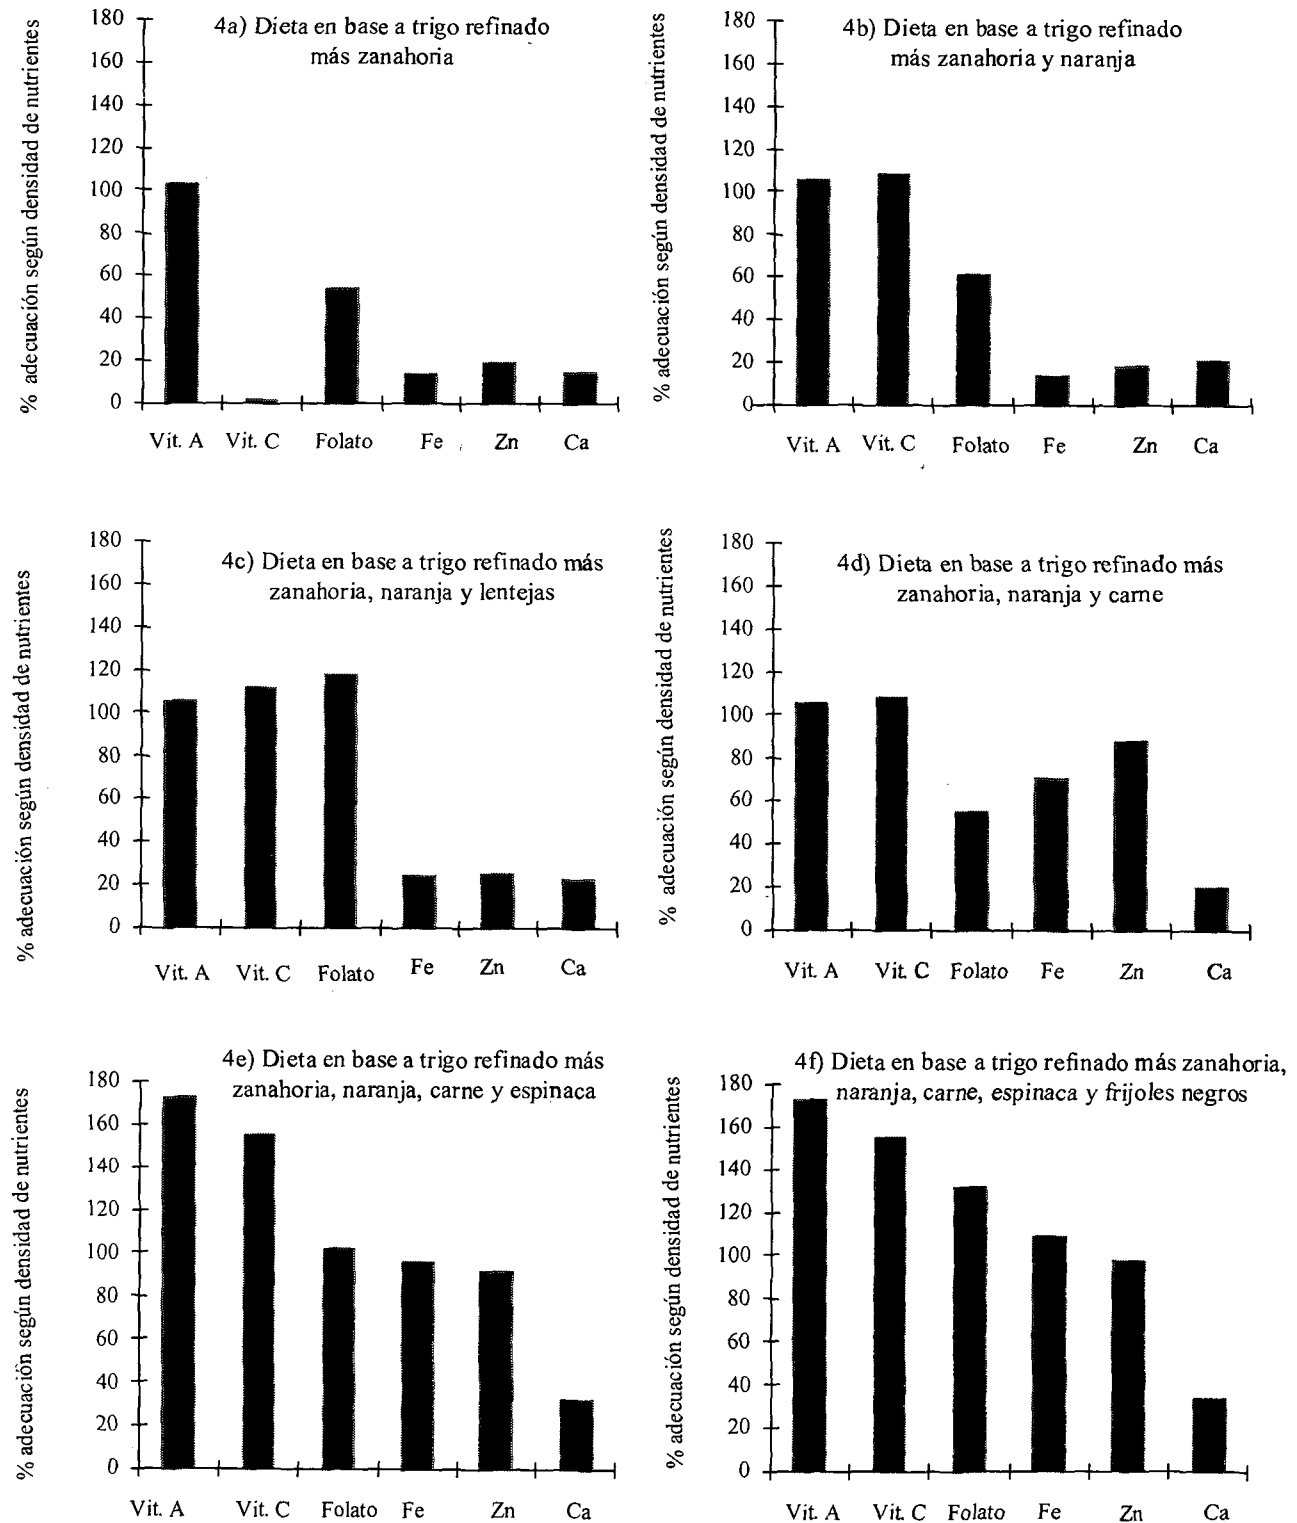 4a) Dieta en base a trigo refinado
más zanahoria
% adecuación según densidad de nutrientes
180
160
140
120
100
80
60
40
20
0
Vit. A Vit. C Folato Fe Zn Ca
4b) Dieta en base a trigo refinado
más zanahoria y naranja
% adecuación según densidad de nutrientes
180
160
140
120
100
80
60
40
20
0
Vit. A Vit. C Folato Fe Zn Ca
4c) Dieta en base a trigo refinado más
zanahoria, naranja y lentejas
% adecuación según densidad de nutrientes
180
160
140
120
100
80
60
40
20
0
Vit. A Vit. C Folato Fe Zn Ca
4d) Dieta en base a trigo refinado más
zanahoria, naranja y carne
% adecuación según densidad de nutrientes
180
160
140
120
100
80
60
40
20
0
Vit. A Vit. C Folato Fe Zn Ca
4e) Dieta en base a trigo refinado más
zanahoria, naranja, carne y espinaca
% adecuación según densidad de nutrientes
180
160
140
120
100
80
60
40
20
0
Vit. A Vit. C Folato Fe Zn Ca
4f) Dieta en base a trigo refinado más zanahoria,
naranja, carne, espinaca y frijoles negros
% adecuación según densidad de nutrientes
180
160
140
120
100
80
60
40
20
0
Vit. A Vit. C Folato Fe Zn Ca